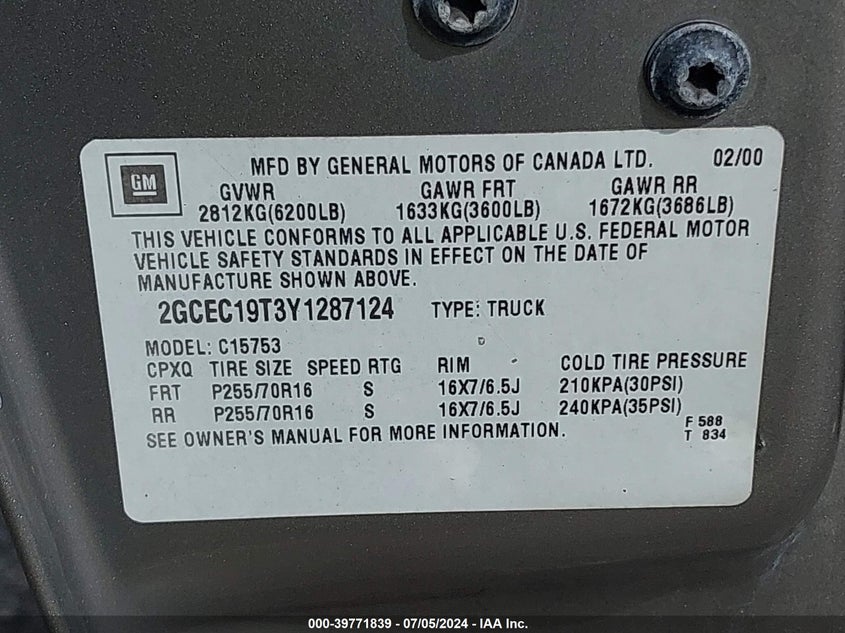 MFD BY GENERAL MOTORS OF CANADA LTD. 02/00
GM
GVWR GAWR FRT GAWR RR
2812KG(6200LB) 1633KG(3600LB) 1672KG(3686LB)
THIS VEHICLE CONFORMS TO ALL APPLICABLE U.S. FEDERAL MOTOR
VEHICLE SAFETY STANDARDS IN EFFECT ON THE DATE OF
MANUFACTURE SHOWN ABOVE.
2GCEC19T3Y1287124 TYPE: TRUCK
MODEL: C15753 D
CPXQ TIRE SIZE SPEED RTG RIM COLD TIRE PRESSURE
FRT P255/70R16 S 16X7/6.5J 210KPA(30PSI)
RR P255/70R16 S 16X7/6.5J 240KPA(35PSI)
SEE OWNER'S MANUAL FOR MORE INFORMATION. F 588
T 834
000-39771839 - 07/05/2024 - IAA Inc.